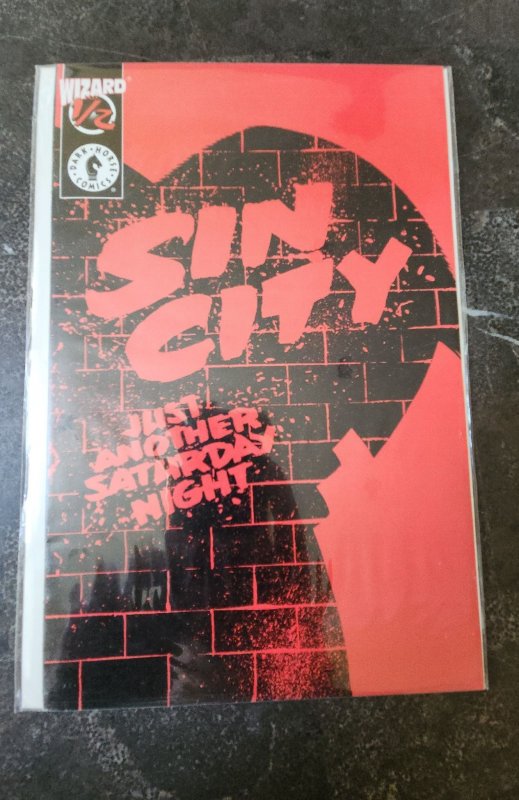 WIZARD
1/2
DARK HORSE COMICS
®
SIN
CITY
JUST
ANOTHER
SATURDAY
NIGHT